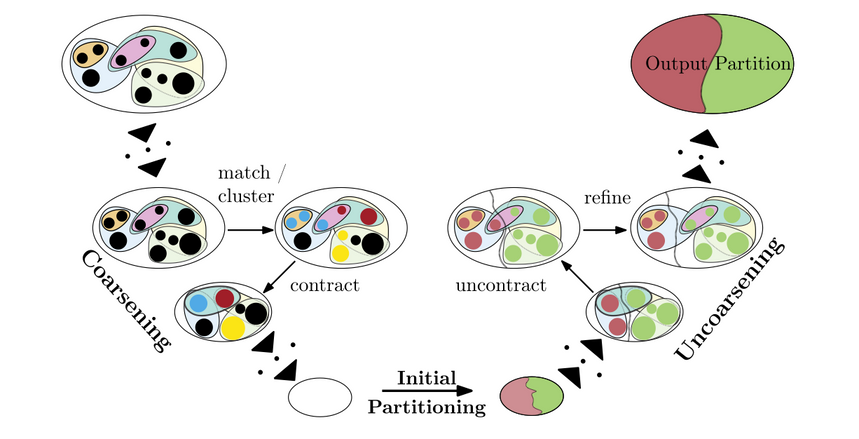 Output Partition
match /
cluster
refine
contract
uncontract
Coarsening
Uncoarsening
Initial
Partitioning